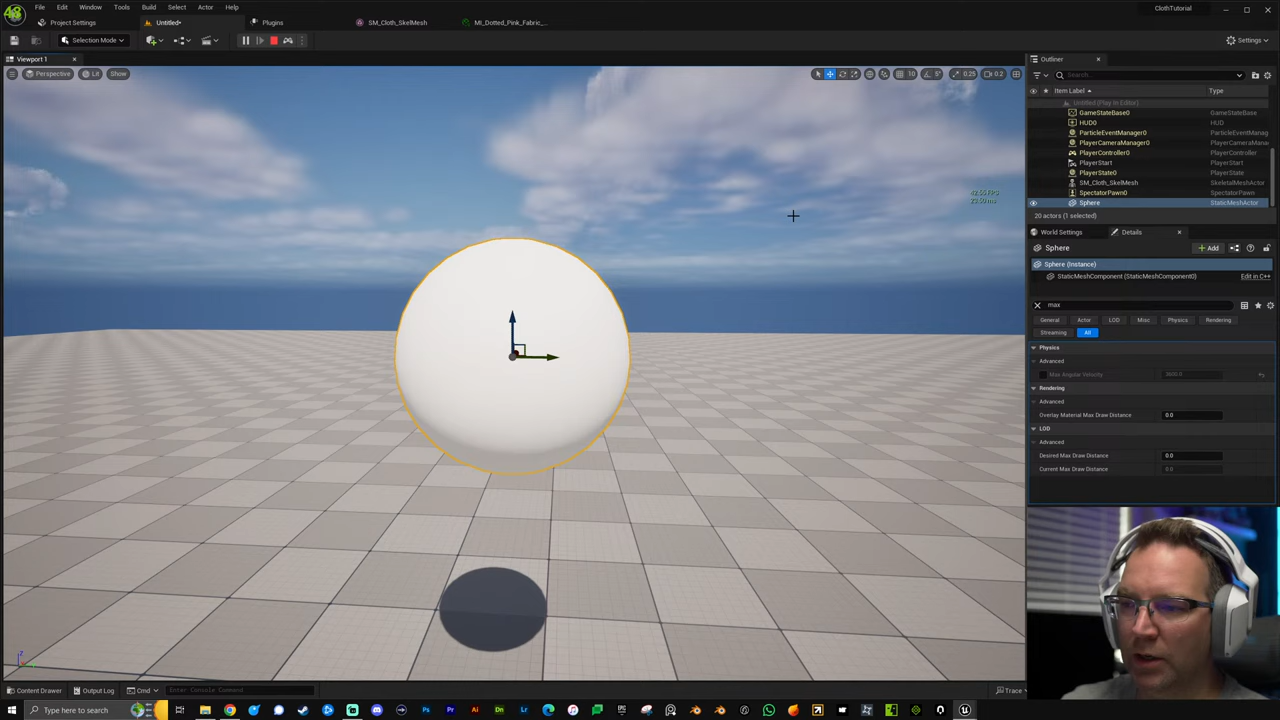 File Edit Window Tools Build Select Actor Help
ClothTutorial
Project Settings
Untitled*
Plugins
SM_Cloth_SkelMesh
MI_Dotted_Pink_Fabric_...
Selection Mode
Settings
Viewport 1
Perspective Lit Show
10 5° 0.25 0.2
Outliner
Search...
Item Label Type
Untitled (Play In Editor)
GameStateBase0 GameStateBase
HUD0 HUD
ParticleEventManager0 ParticleEventManag
PlayerCameraManager0 PlayerCameraMana
PlayerController0 PlayerController
PlayerStart PlayerStart
PlayerState0 PlayerState
SM_Cloth_SkelMesh SkeletalMeshActor
SpectatorPawn0 SpectatorPawn
Sphere StaticMeshActor
20 actors (1 selected)
World Settings Details
Sphere
Add
Sphere (Instance)
StaticMeshComponent (StaticMeshComponent0) Edit in C++
max
General Actor LOD Misc Physics Rendering
Streaming All
Physics
Advanced
Max Angular Velocity 3600.0
Rendering
Advanced
Overlay Material Max Draw Distance 0.0
LOD
Advanced
Desired Max Draw Distance 0.0
Current Max Draw Distance 0.0
Content Drawer Output Log Cmd Enter Console Command
Trace
Type here to search